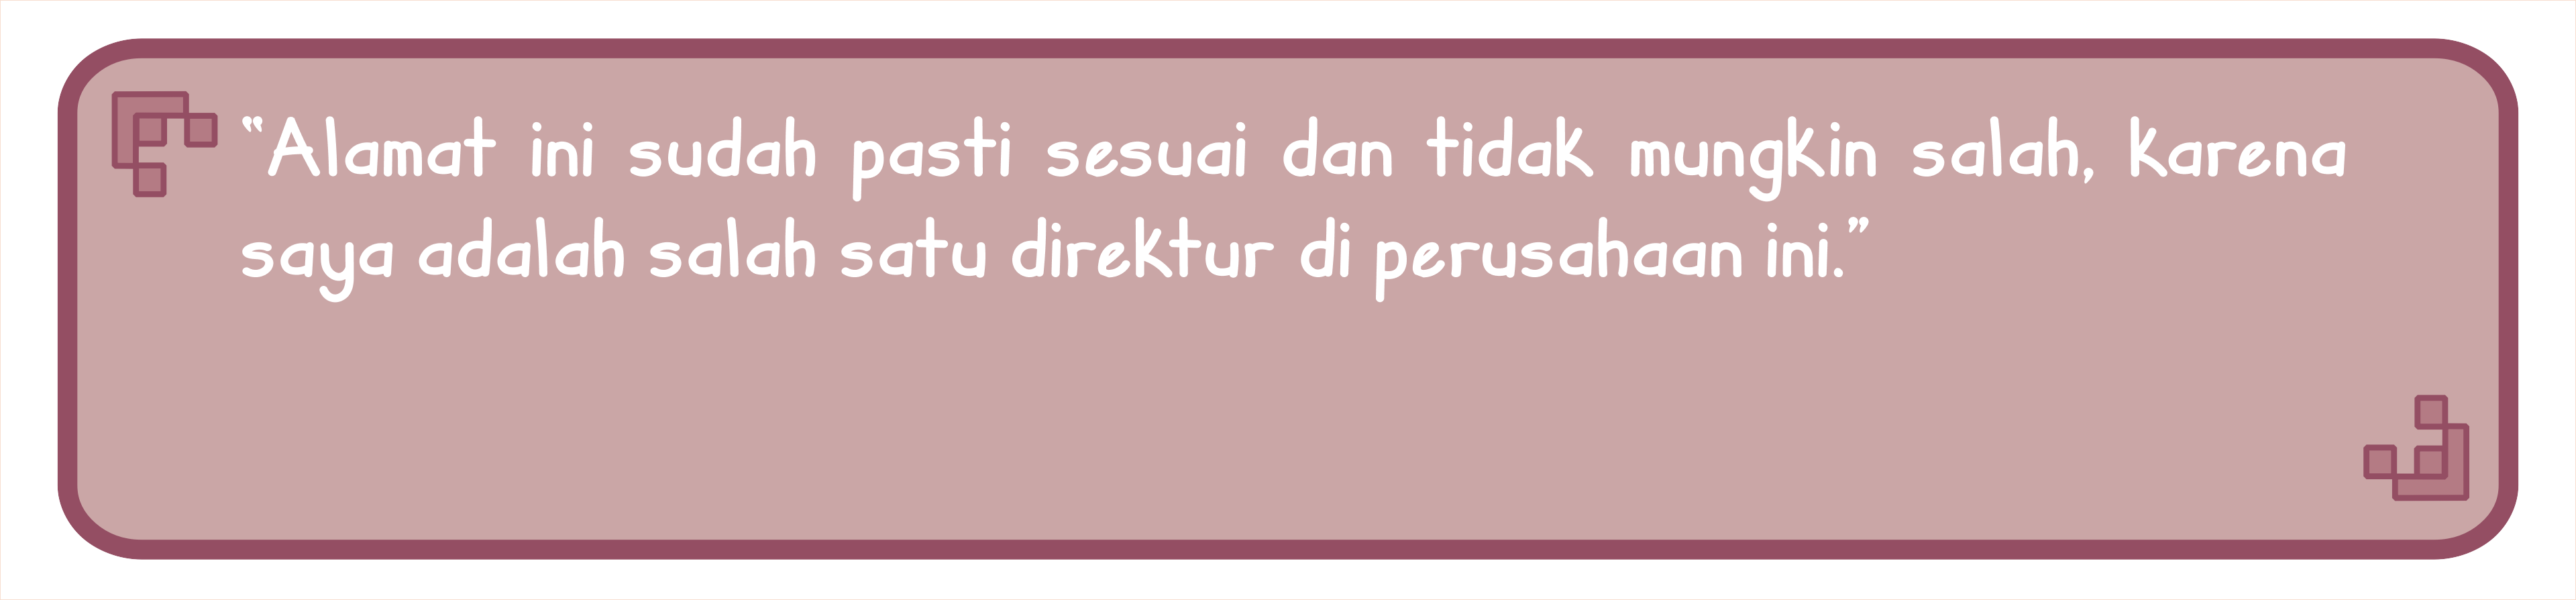 “Alamat ini sudah pasti sesuai dan tidak mungkin salah, karena
saya adalah salah satu direktur di perusahaan ini.”